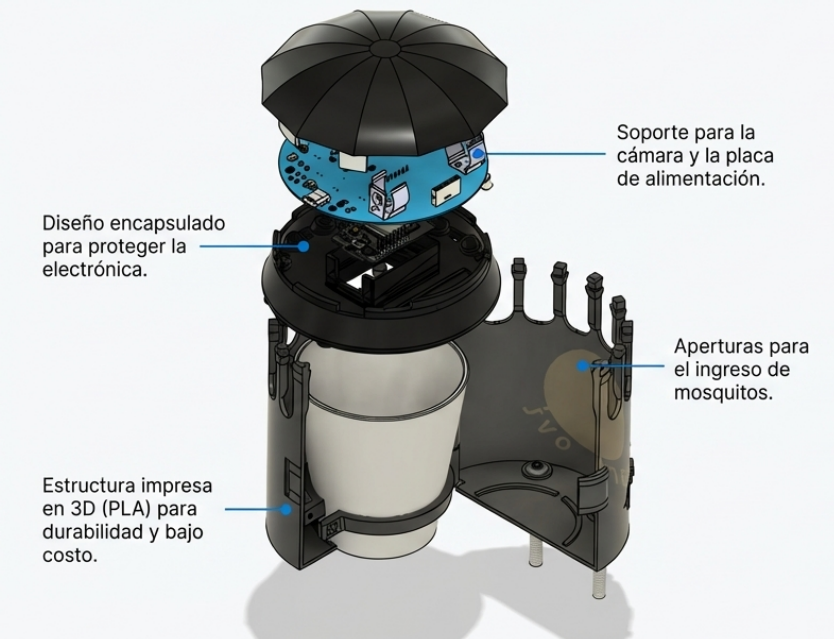 Soporte para la
cámara y la placa
de alimentación.
Diseño encapsulado
para proteger la
electrónica.
Aperturas para
el ingreso de
mosquitos.
Estructura impresa
en 3D (PLA) para
durabilidad y bajo
costo.